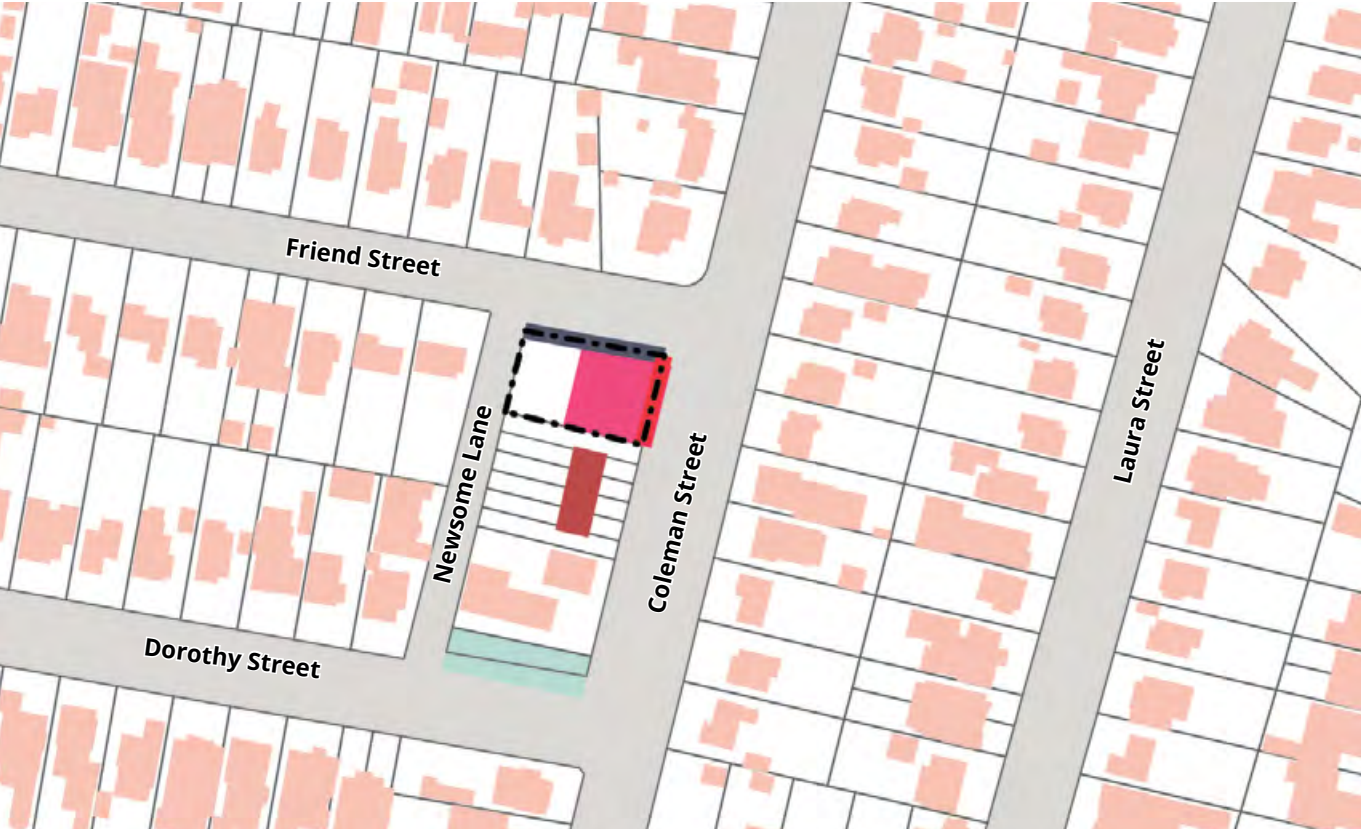 Friend Street
Newsome Lane
Coleman Street
Laura Street
Dorothy Street